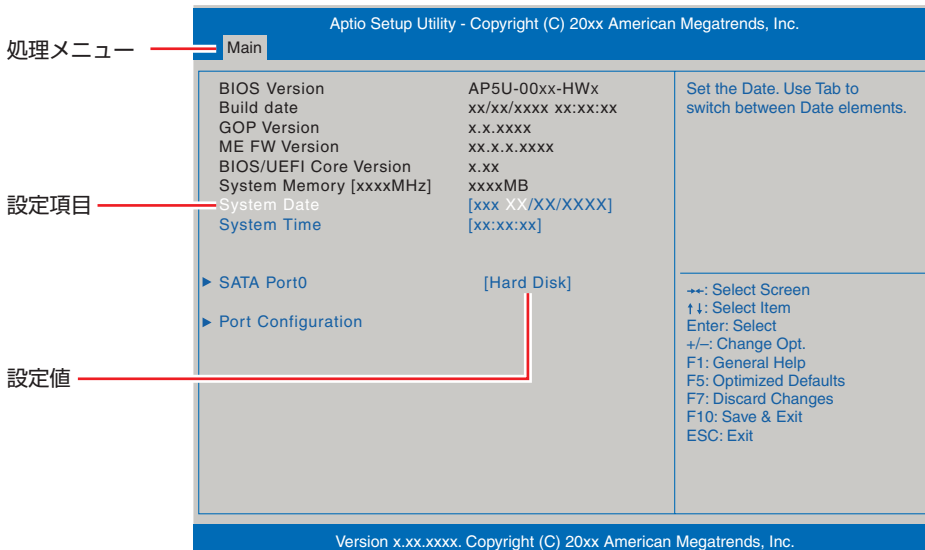 Aptio Setup Utility - Copyright (C) 20xx American Megatrends, Inc.
処理メニュー
Main
BIOS Version AP5U-00xx-HWx
Build date xx/xx/xxxx xx:xx:xx
GOP Version x.x.xxxx
ME FW Version xx.x.x.xxxx
BIOS/UEFI Core Version x.xx
System Memory [xxxxMHz] xxxxMB
設定項目
System Date [xxx XX/XX/XXXX]
System Time [xx:xx:xx]
▶ SATA Port0 [Hard Disk]
▶ Port Configuration
設定値
Set the Date. Use Tab to
switch between Date elements.
→←: Select Screen
↑↓: Select Item
Enter: Select
+/–: Change Opt.
F1: General Help
F5: Optimized Defaults
F7: Discard Changes
F10: Save & Exit
ESC: Exit
Version x.xx.xxxx. Copyright (C) 20xx American Megatrends, Inc.